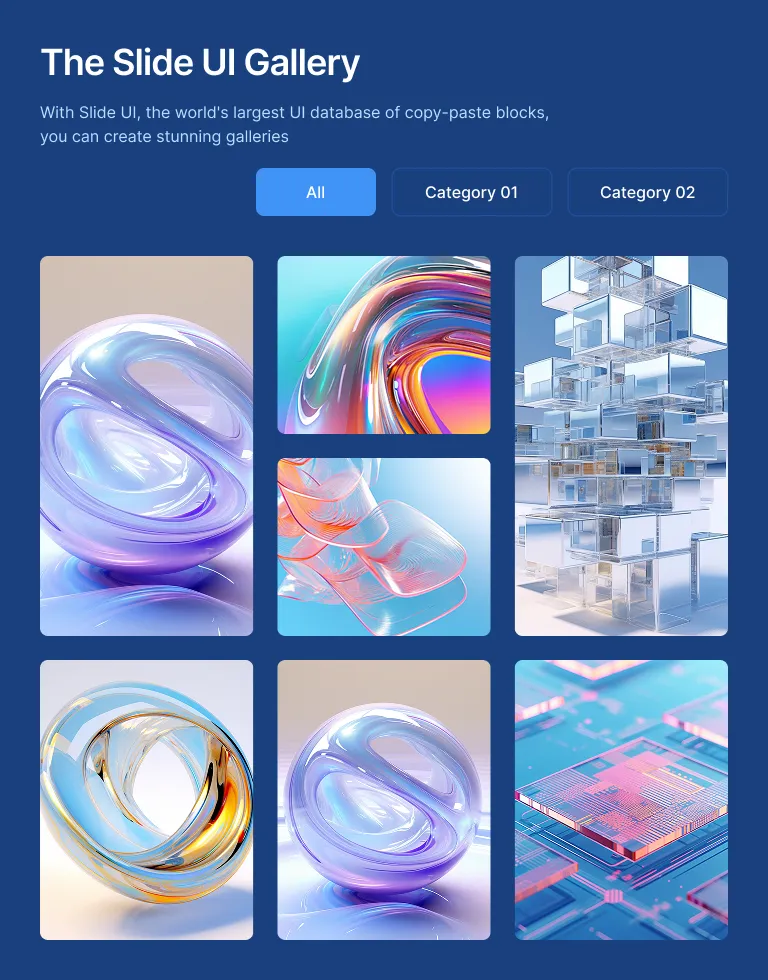 The Slide UI Gallery
With Slide UI, the world's largest UI database of copy-paste blocks,
you can create stunning galleries
All
Category 01
Category 02